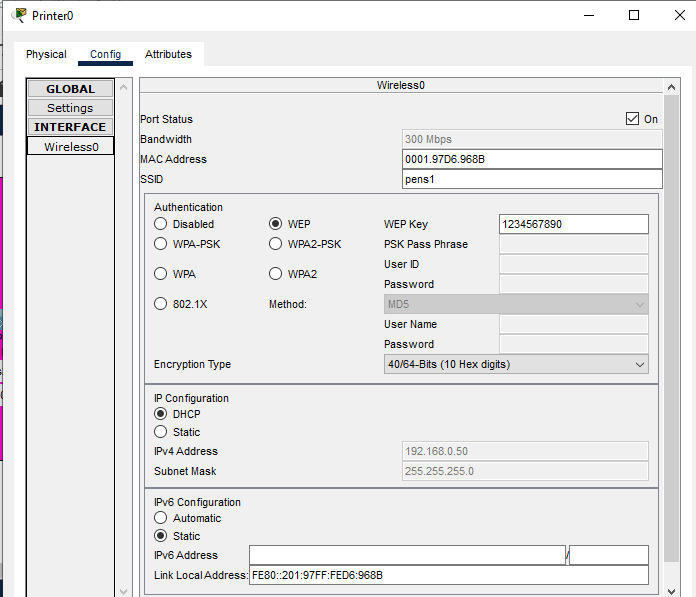 Printer0
Physical Config Attributes
GLOBAL
Settings
INTERFACE
Wireless0
Wireless0
Port Status On
Bandwidth 300 Mbps
MAC Address 0001.97D6.968B
SSID pens1
Authentication
Disabled WEP WEP Key 1234567890
WPA-PSK WPA2-PSK PSK Pass Phrase
User ID
WPA WPA2
Password
802.1X Method: MD5
User Name
Password
Encryption Type 40/64-Bits (10 Hex digits)
IP Configuration
DHCP
Static
IPv4 Address 192.168.0.50
Subnet Mask 255.255.255.0
IPv6 Configuration
Automatic
Static
IPv6 Address /
Link Local Address: FE80::201:97FF:FED6:968B